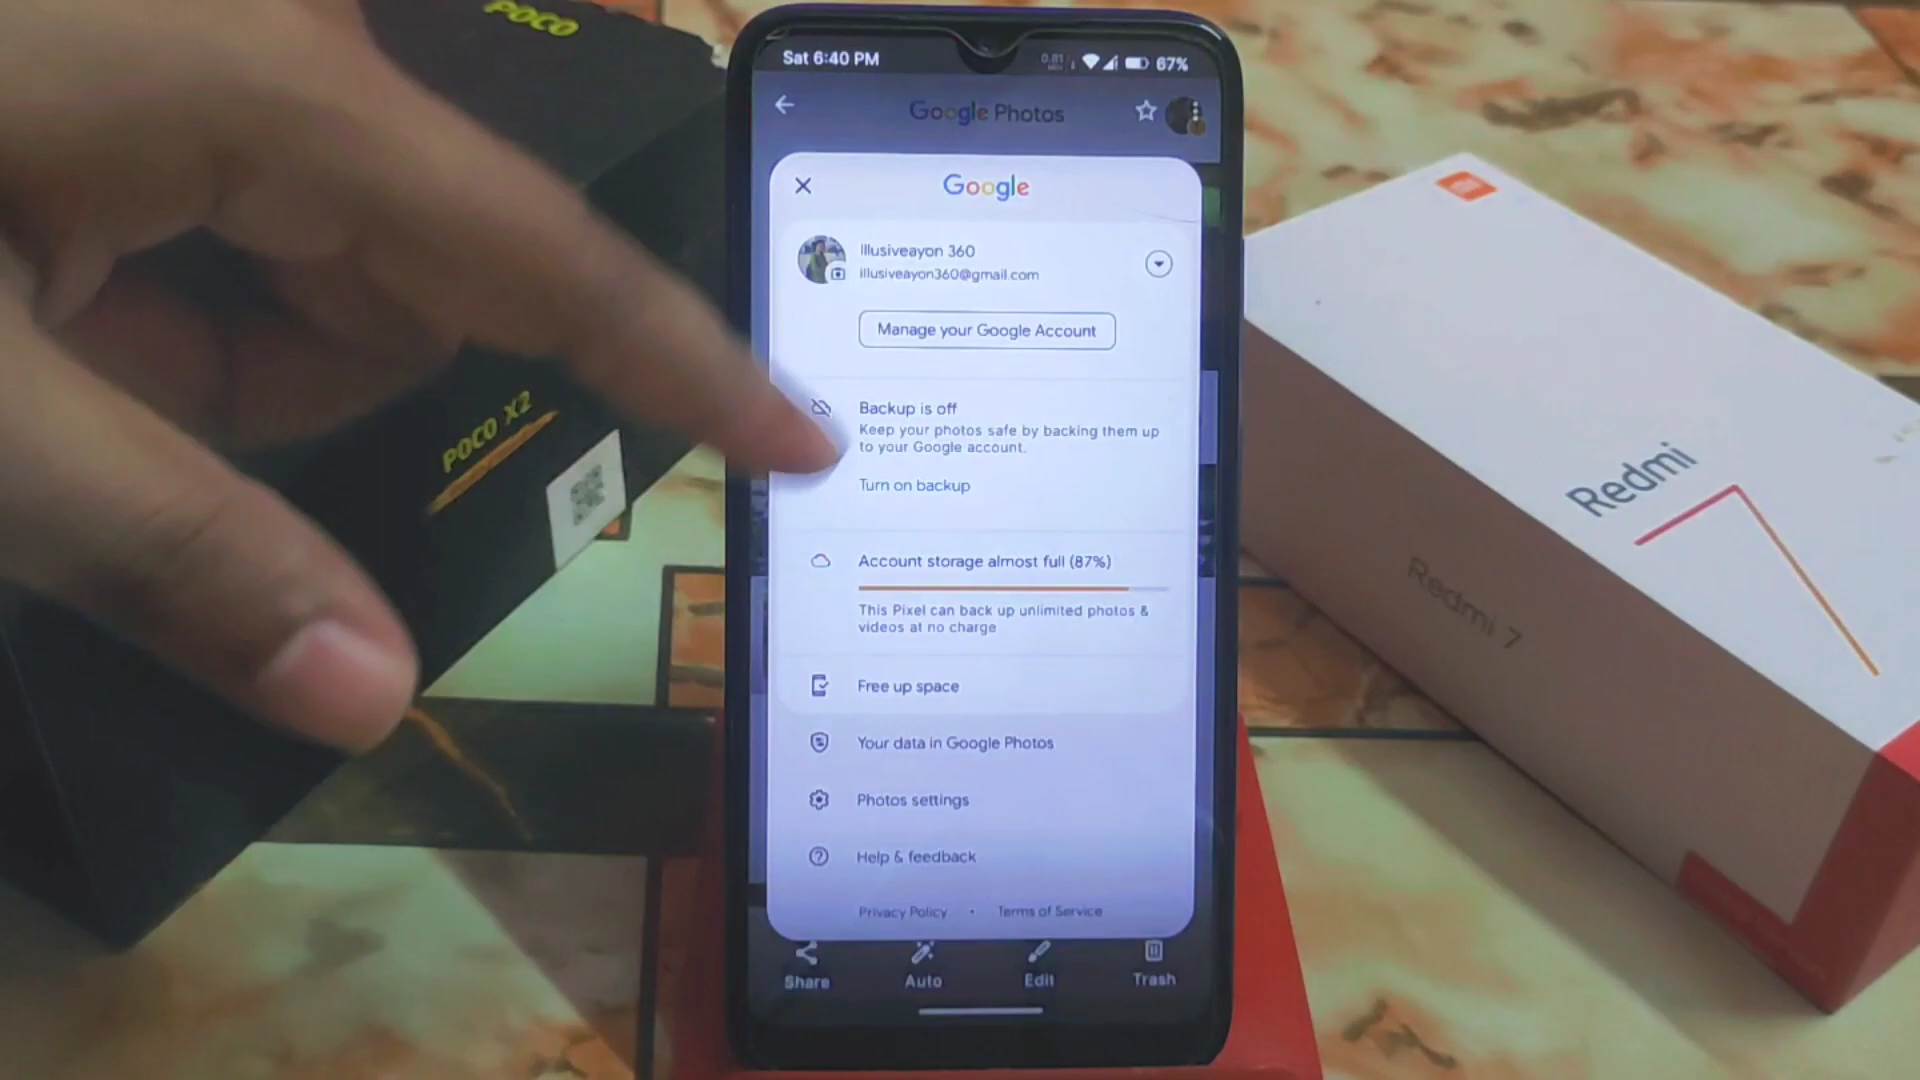 POCO
POCO X2
Sat 6:40 PM
0.81
67%
Google Photos
Google
Illusiveayon 360
illusiveayon360@gmail.com
Manage your Google Account
Backup is off
Keep your photos safe by backing them up
to your Google account.
Turn on backup
Account storage almost full (87%)
This Pixel can back up unlimited photos &
videos at no charge
Free up space
Your data in Google Photos
Photos settings
Help & feedback
Privacy Policy • Terms of Service
Share Auto Edit Trash
Redmi
Redmi 7